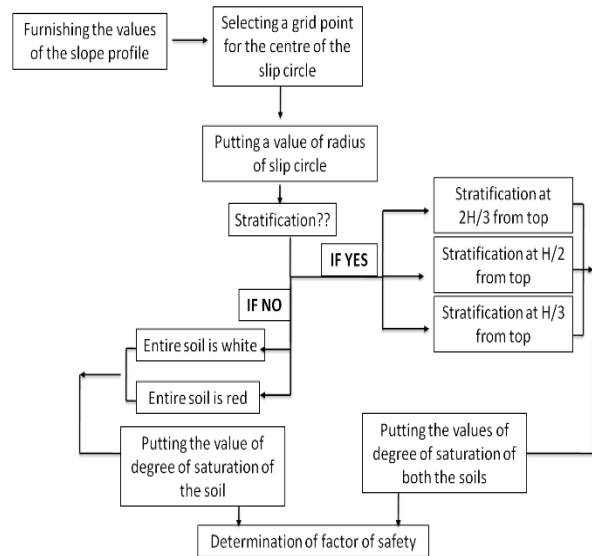 Furnishing the values
of the slope profile
Selecting a grid point
for the centre of the
slip circle
Putting a value of radius
of slip circle
Stratification??
IF YES
Stratification at
2H/3 from top
Stratification at H/2
from top
Stratification at H/3
from top
IF NO
Entire soil is white
Entire soil is red
Putting the value of
degree of saturation of
the soil
Putting the values of
degree of saturation of
both the soils
Determination of factor of safety